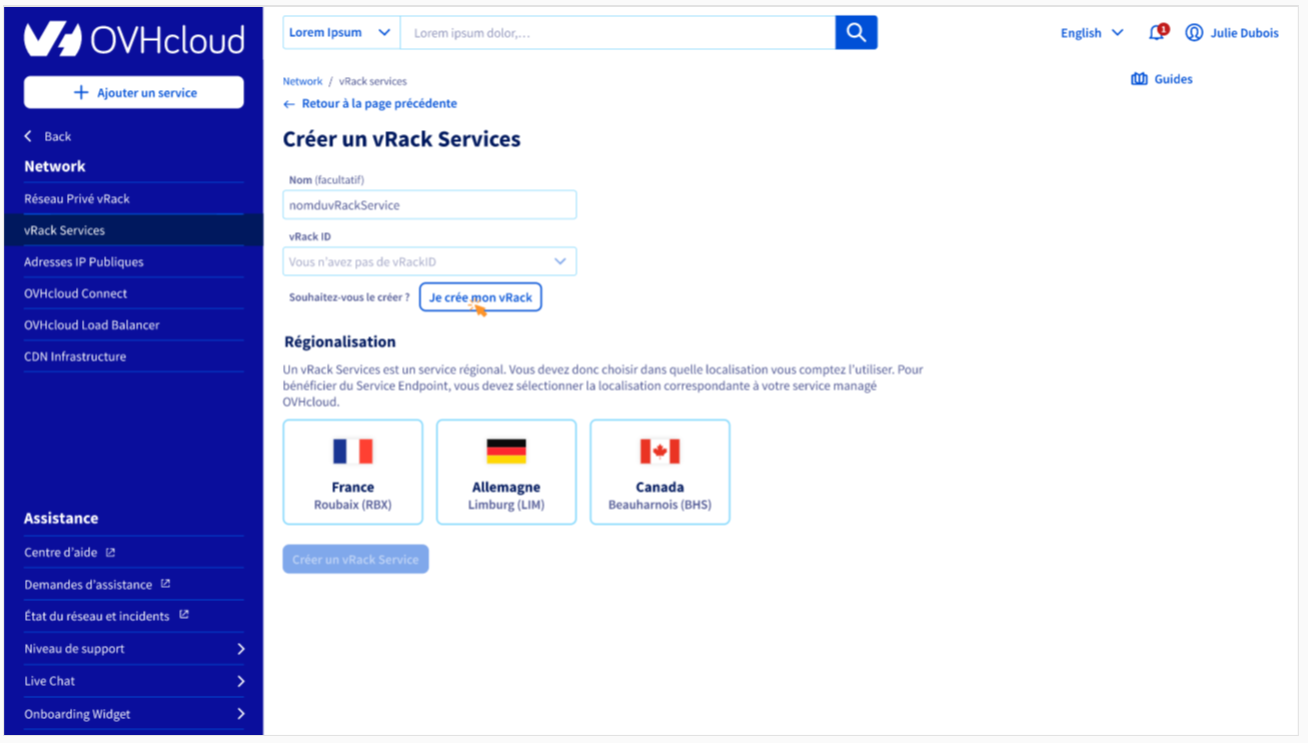 OVHcloud
Ajouter un service
Back
Network
Réseau Privé vRack
vRack Services
Adresses IP Publiques
OVHcloud Connect
OVHcloud Load Balancer
CDN Infrastructure
Assistance
Centre d'aide
Demandes d'assistance
État du réseau et incidents
Niveau de support
Live Chat
Onboarding Widget
Lorem Ipsum Lorem ipsum dolor,...
English 1 Julie Dubois
Guides
Network / vRack services
← Retour à la page précédente
Créer un vRack Services
Nom (facultatif)
nomduvRackService
vRack ID
Vous n'avez pas de vRackID
Souhaitez-vous le créer ? Je crée mon vRack
Régionalisation
Un vRack Services est un service régional. Vous devez donc choisir dans quelle localisation vous comptez l'utiliser. Pour
bénéficier du Service Endpoint, vous devez sélectionner la localisation correspondante à votre service managé
OVHcloud.
France
Roubaix (RBX)
Allemagne
Limburg (LIM)
Canada
Beauharnois (BHS)
Créer un vRack Service